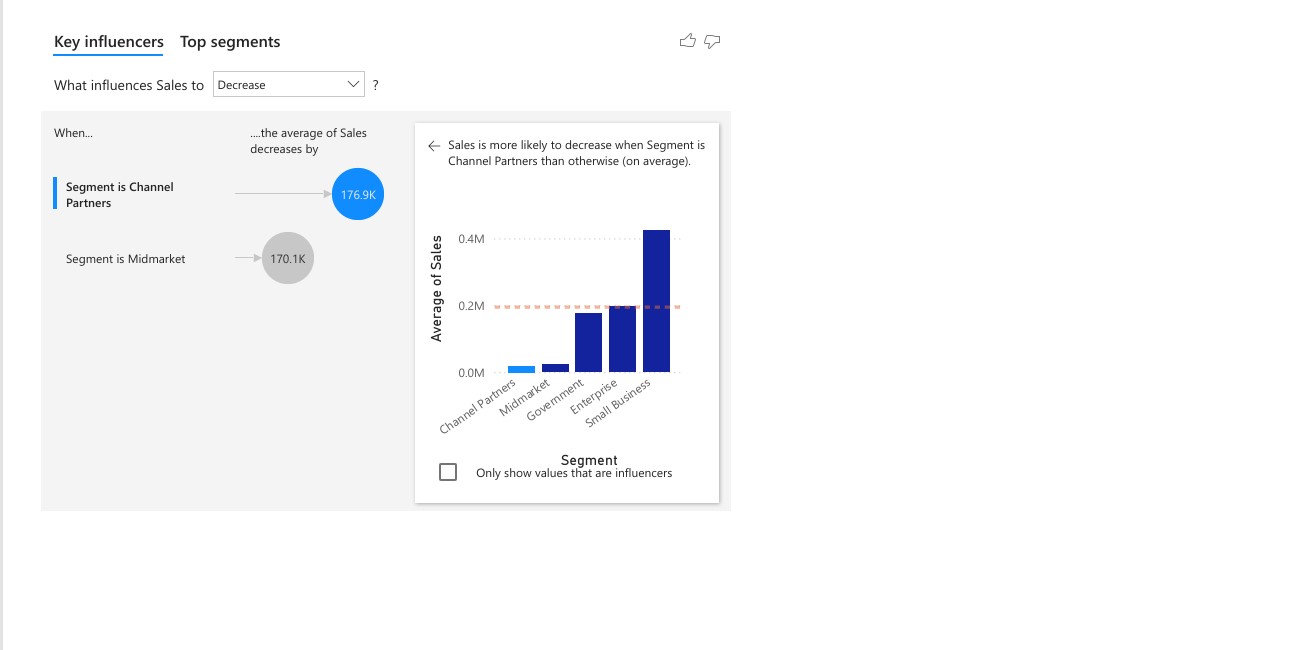 Key influencers Top segments
What influences Sales to Decrease ?
When...
....the average of Sales
decreases by
Segment is Channel
Partners
176.9K
Segment is Midmarket
170.1K
Sales is more likely to decrease when Segment is
Channel Partners than otherwise (on average).
Average of Sales
0.4M
0.2M
0.0M
Channel Partners
Midmarket
Government
Enterprise
Small Business
Segment
Only show values that are influencers